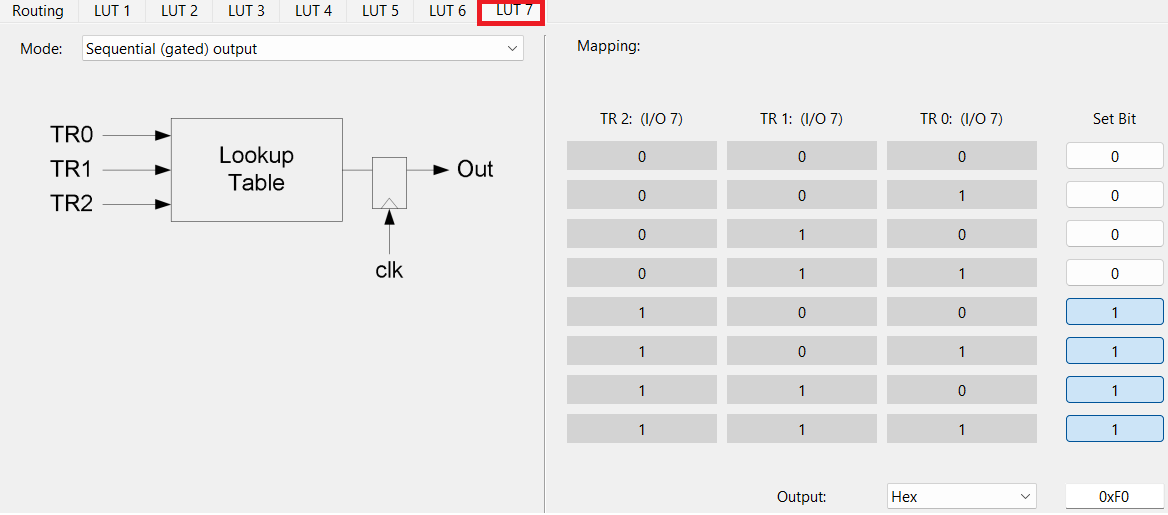 Routing LUT 1 LUT 2 LUT 3 LUT 4 LUT 5 LUT 6 LUT 7
Mode: Sequential (gated) output
Mapping:
TR0
TR1
TR2
Lookup
Table
Out
clk
TR 2: (I/O 7) TR 1: (I/O 7) TR 0: (I/O 7) Set Bit
0 0 0 0
0 0 1 0
0 1 0 0
0 1 1 0
1 0 0 1
1 0 1 1
1 1 0 1
1 1 1 1
Output: Hex 0xF0